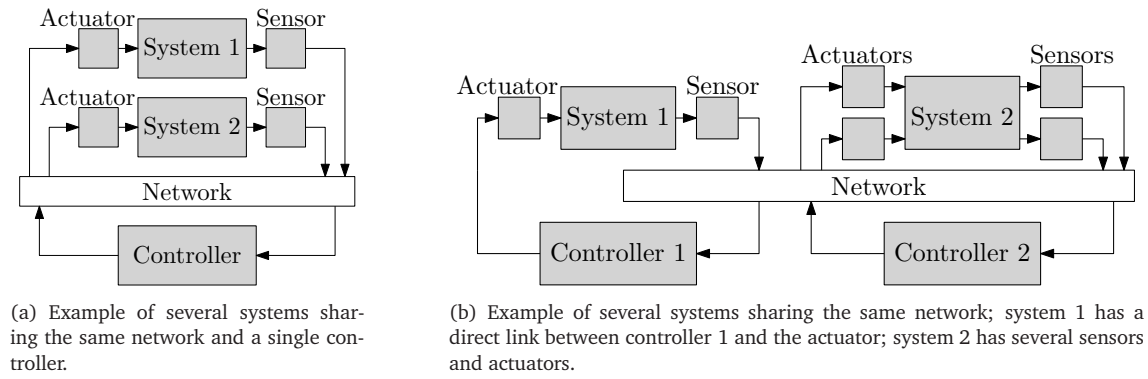 Actuator
Sensor
System 1
Actuator
Sensor
System 2
Network
Controller
(a) Example of several systems shar-
ing the same network and a single con-
troller.
Actuator
Sensor
System 1
Actuators
Sensors
System 2
Network
Controller 1
Controller 2
(b) Example of several systems sharing the same network; system 1 has a
direct link between controller 1 and the actuator; system 2 has several sensors
and actuators.